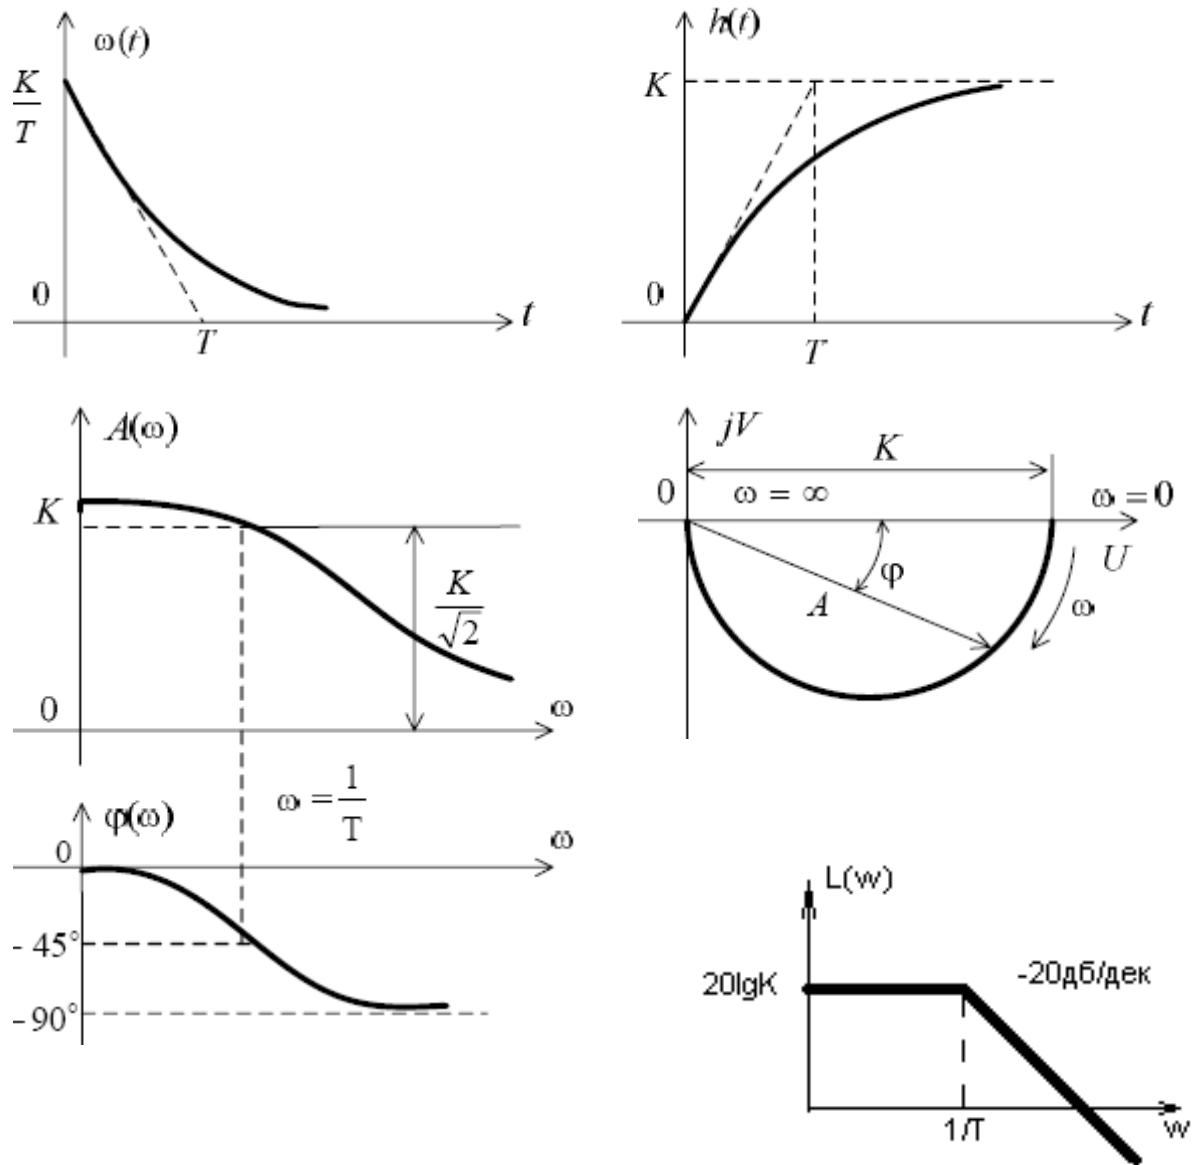 ω(t)
K
T
0
T
t
h(t)
K
0
T
t
A(ω)
K
K
√2
0
ω
jV
K
0
ω = ∞
ω = 0
U
φ
A
ω
ω = 1
T
φ(ω)
0
ω
- 45°
- 90°
L(w)
20lgK
-20дб/дек
1/T
w